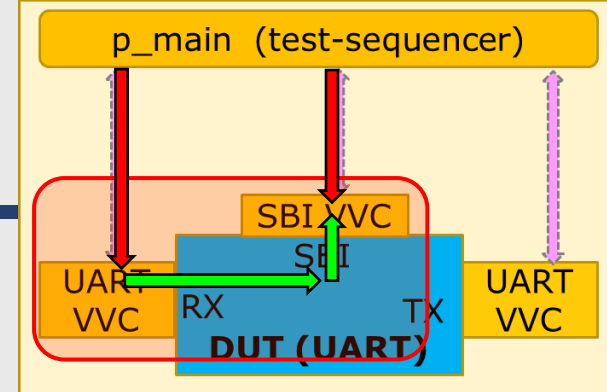 p_main (test-sequencer)
SBI VVC
SBI
UART
VVC
RX
TX
UART
VVC
DUT (UART)